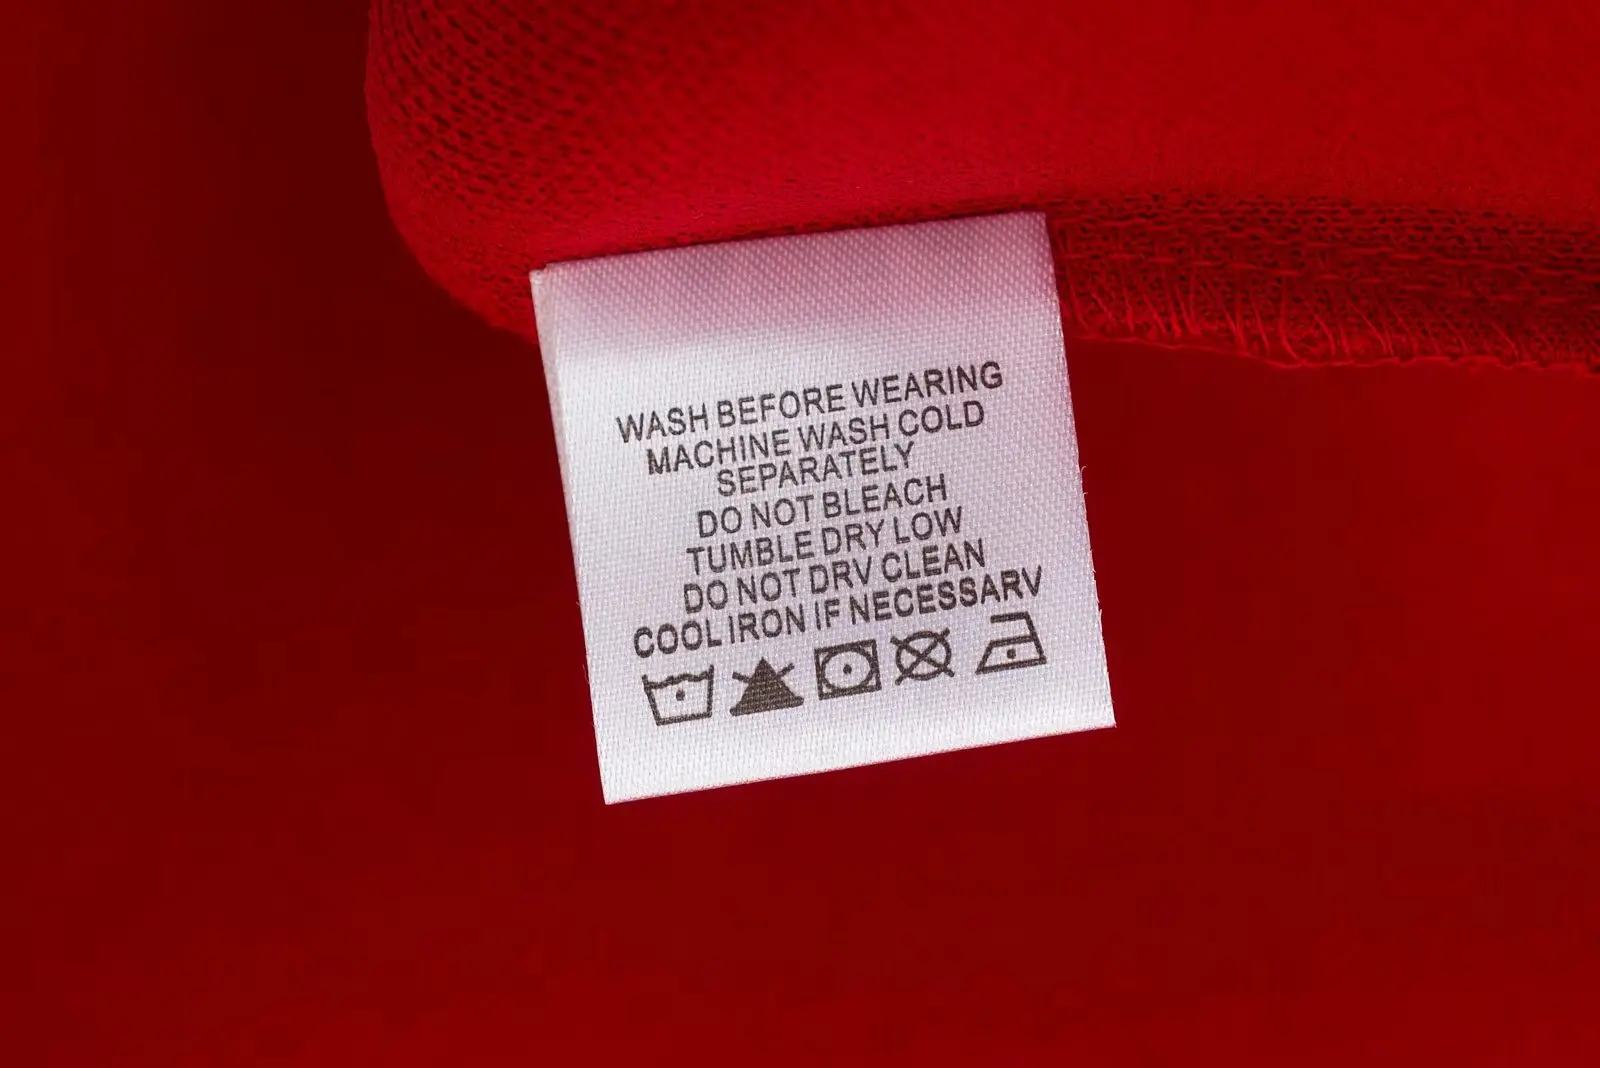 WASH BEFORE WEARING
MACHINE WASH COLD
SEPARATELY
DO NOT BLEACH
TUMBLE DRY LOW
DO NOT DRV CLEAN
COOL IRON IF NECESSARV